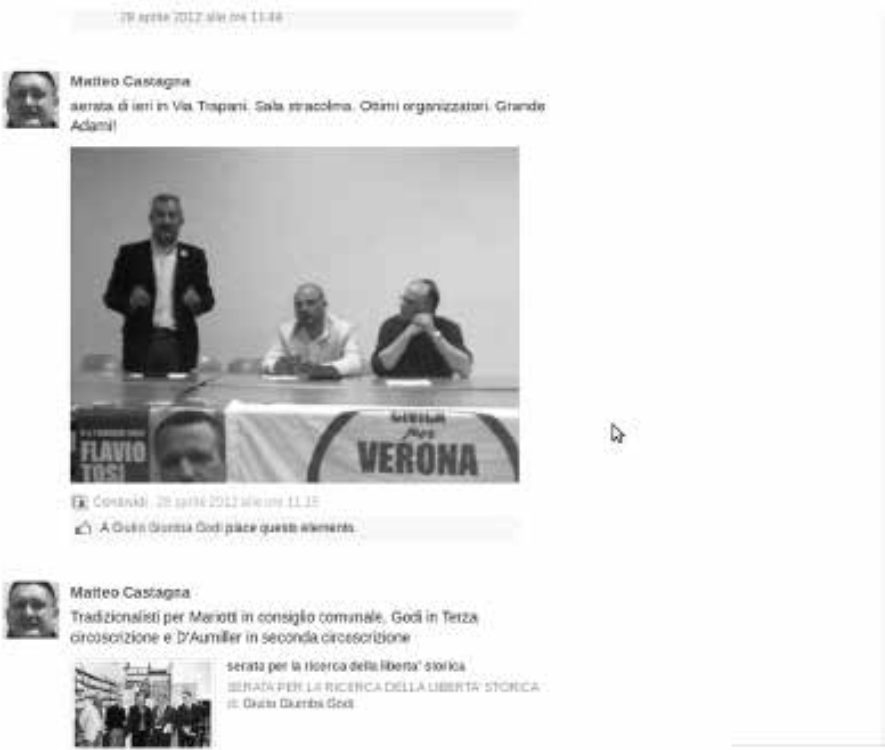 28 aprile 2012 alle ore 11.44
Matteo Castagna
serata di ieri in Via Trapani. Sala stracolma. Ottimi organizzatori. Grande
Adami!
FLAVIO
TOSI
VERONA
Condividi 28 aprile 2012 alle ore 11.15
A Giulio Giumba Godi piace questo elemento.
Matteo Castagna
Tradizionalisti per Mariotti in consiglio comunale, Godi in Terza
circoscrizione e D'Aumiller in seconda circoscrizione
serata per la ricerca della liberta' storica
SERATA PER LA RICERCA DELLA LIBERTA' STORICA
di: Giulio Giumba Godi